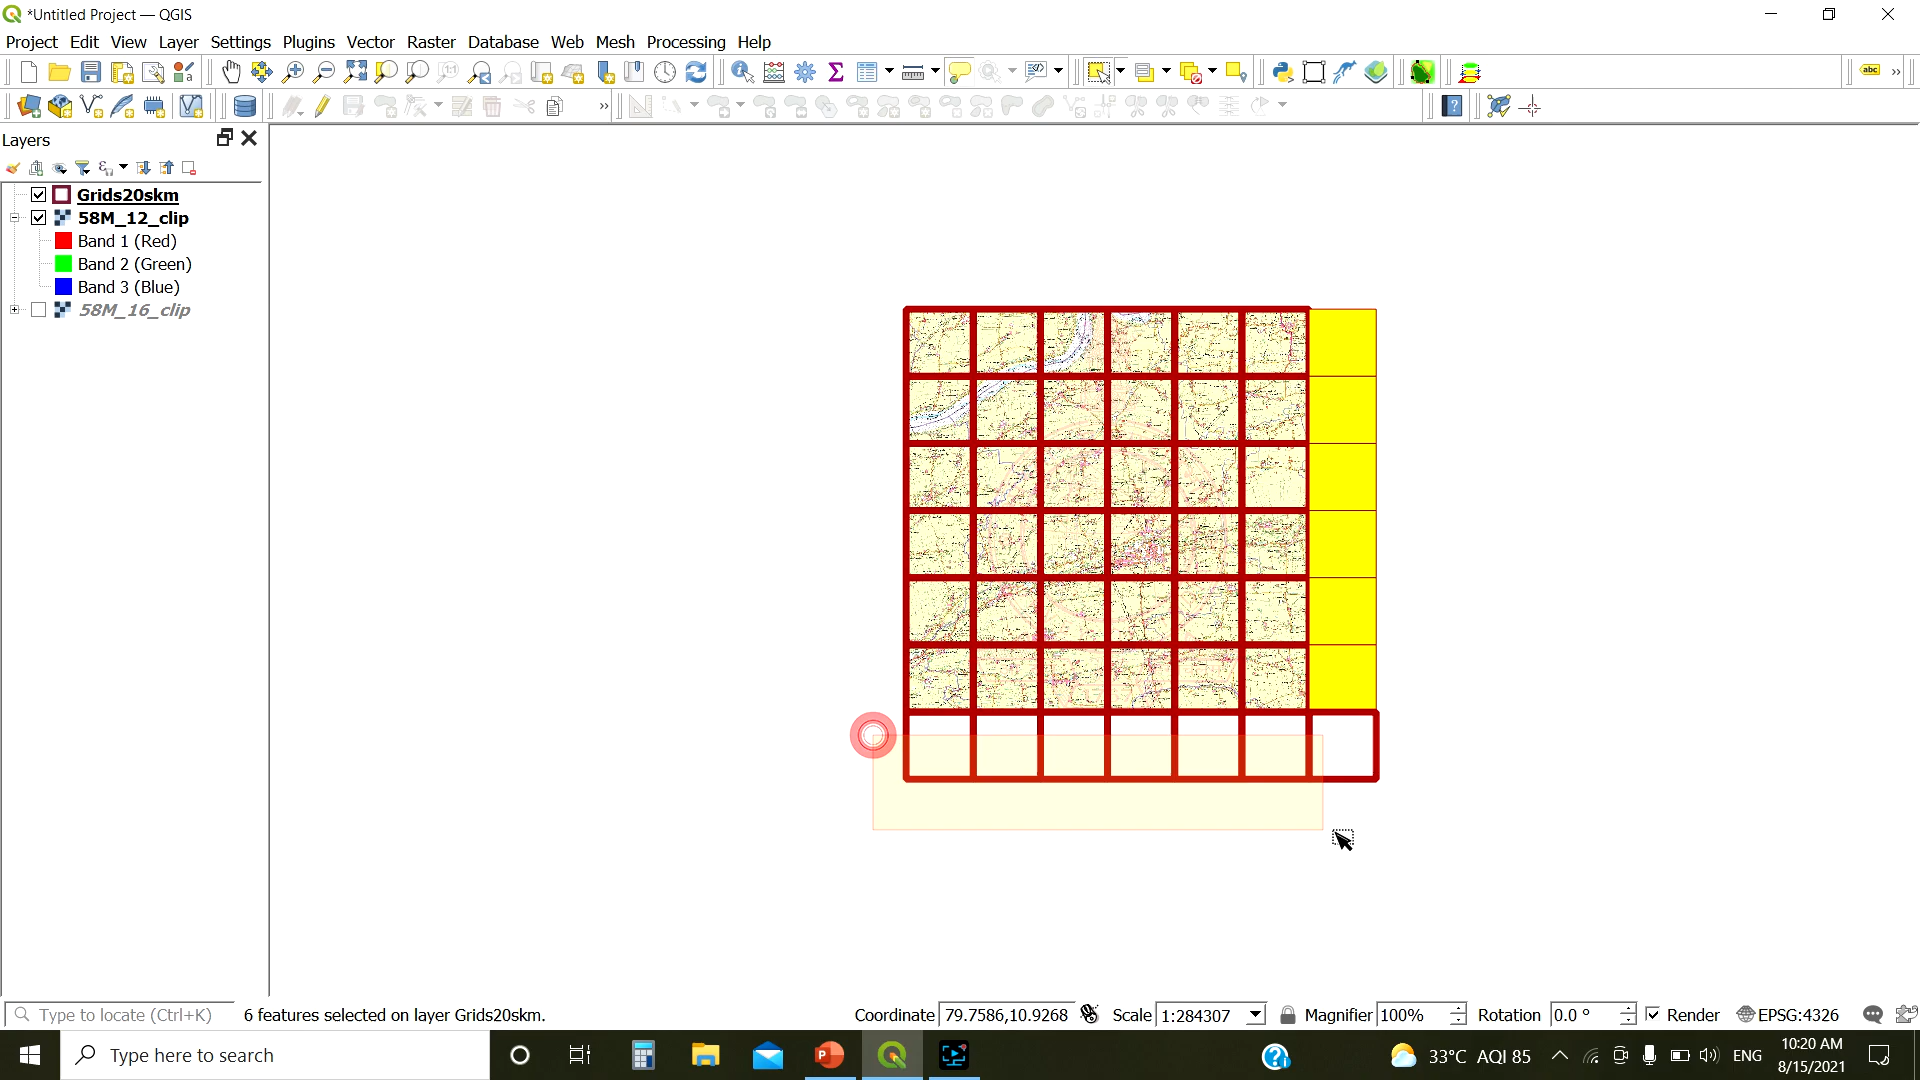 *Untitled Project — QGIS
Project Edit View Layer Settings Plugins Vector Raster Database Web Mesh Processing Help
abc »
» ?
Layers
Grids20skm
58M_12_clip
Band 1 (Red)
Band 2 (Green)
Band 3 (Blue)
58M_16_clip
Type to locate (Ctrl+K) 6 features selected on layer Grids20skm. Coordinate 79.7586,10.9268 Scale 1:284307 Magnifier 100% Rotation 0.0 ° Render EPSG:4326
Type here to search 33°C AQI 85 ENG 10:20 AM
8/15/2021